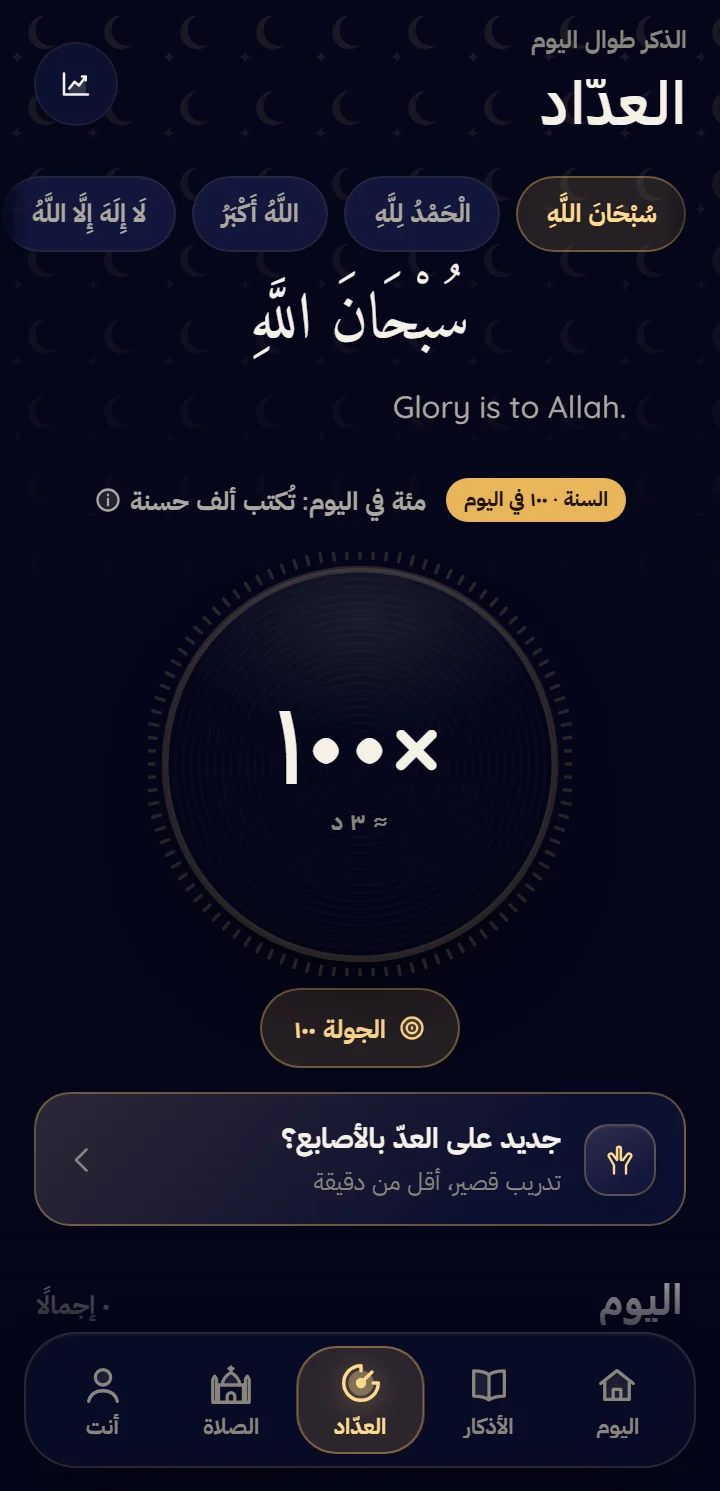 الذكر طوال اليوم
العدّاد
سُبْحَانَ اللَّهِ
الْحَمْدُ لِلَّهِ
اللَّهُ أَكْبَرُ
لَا إِلَهَ إِلَّا اللَّهُ
سُبْحَانَ اللَّهِ
Glory is to Allah.
السنة · ١٠٠ في اليوم
مئة في اليوم: تُكتب ألف حسنة
×١٠٠
≈ ٣ د
الجولة ١٠٠
جديد على العدّ بالأصابع؟
تدريب قصير، أقل من دقيقة
اليوم
٠ إجمالًا
اليوم
الأذكار
العدّاد
الصلاة
أنت